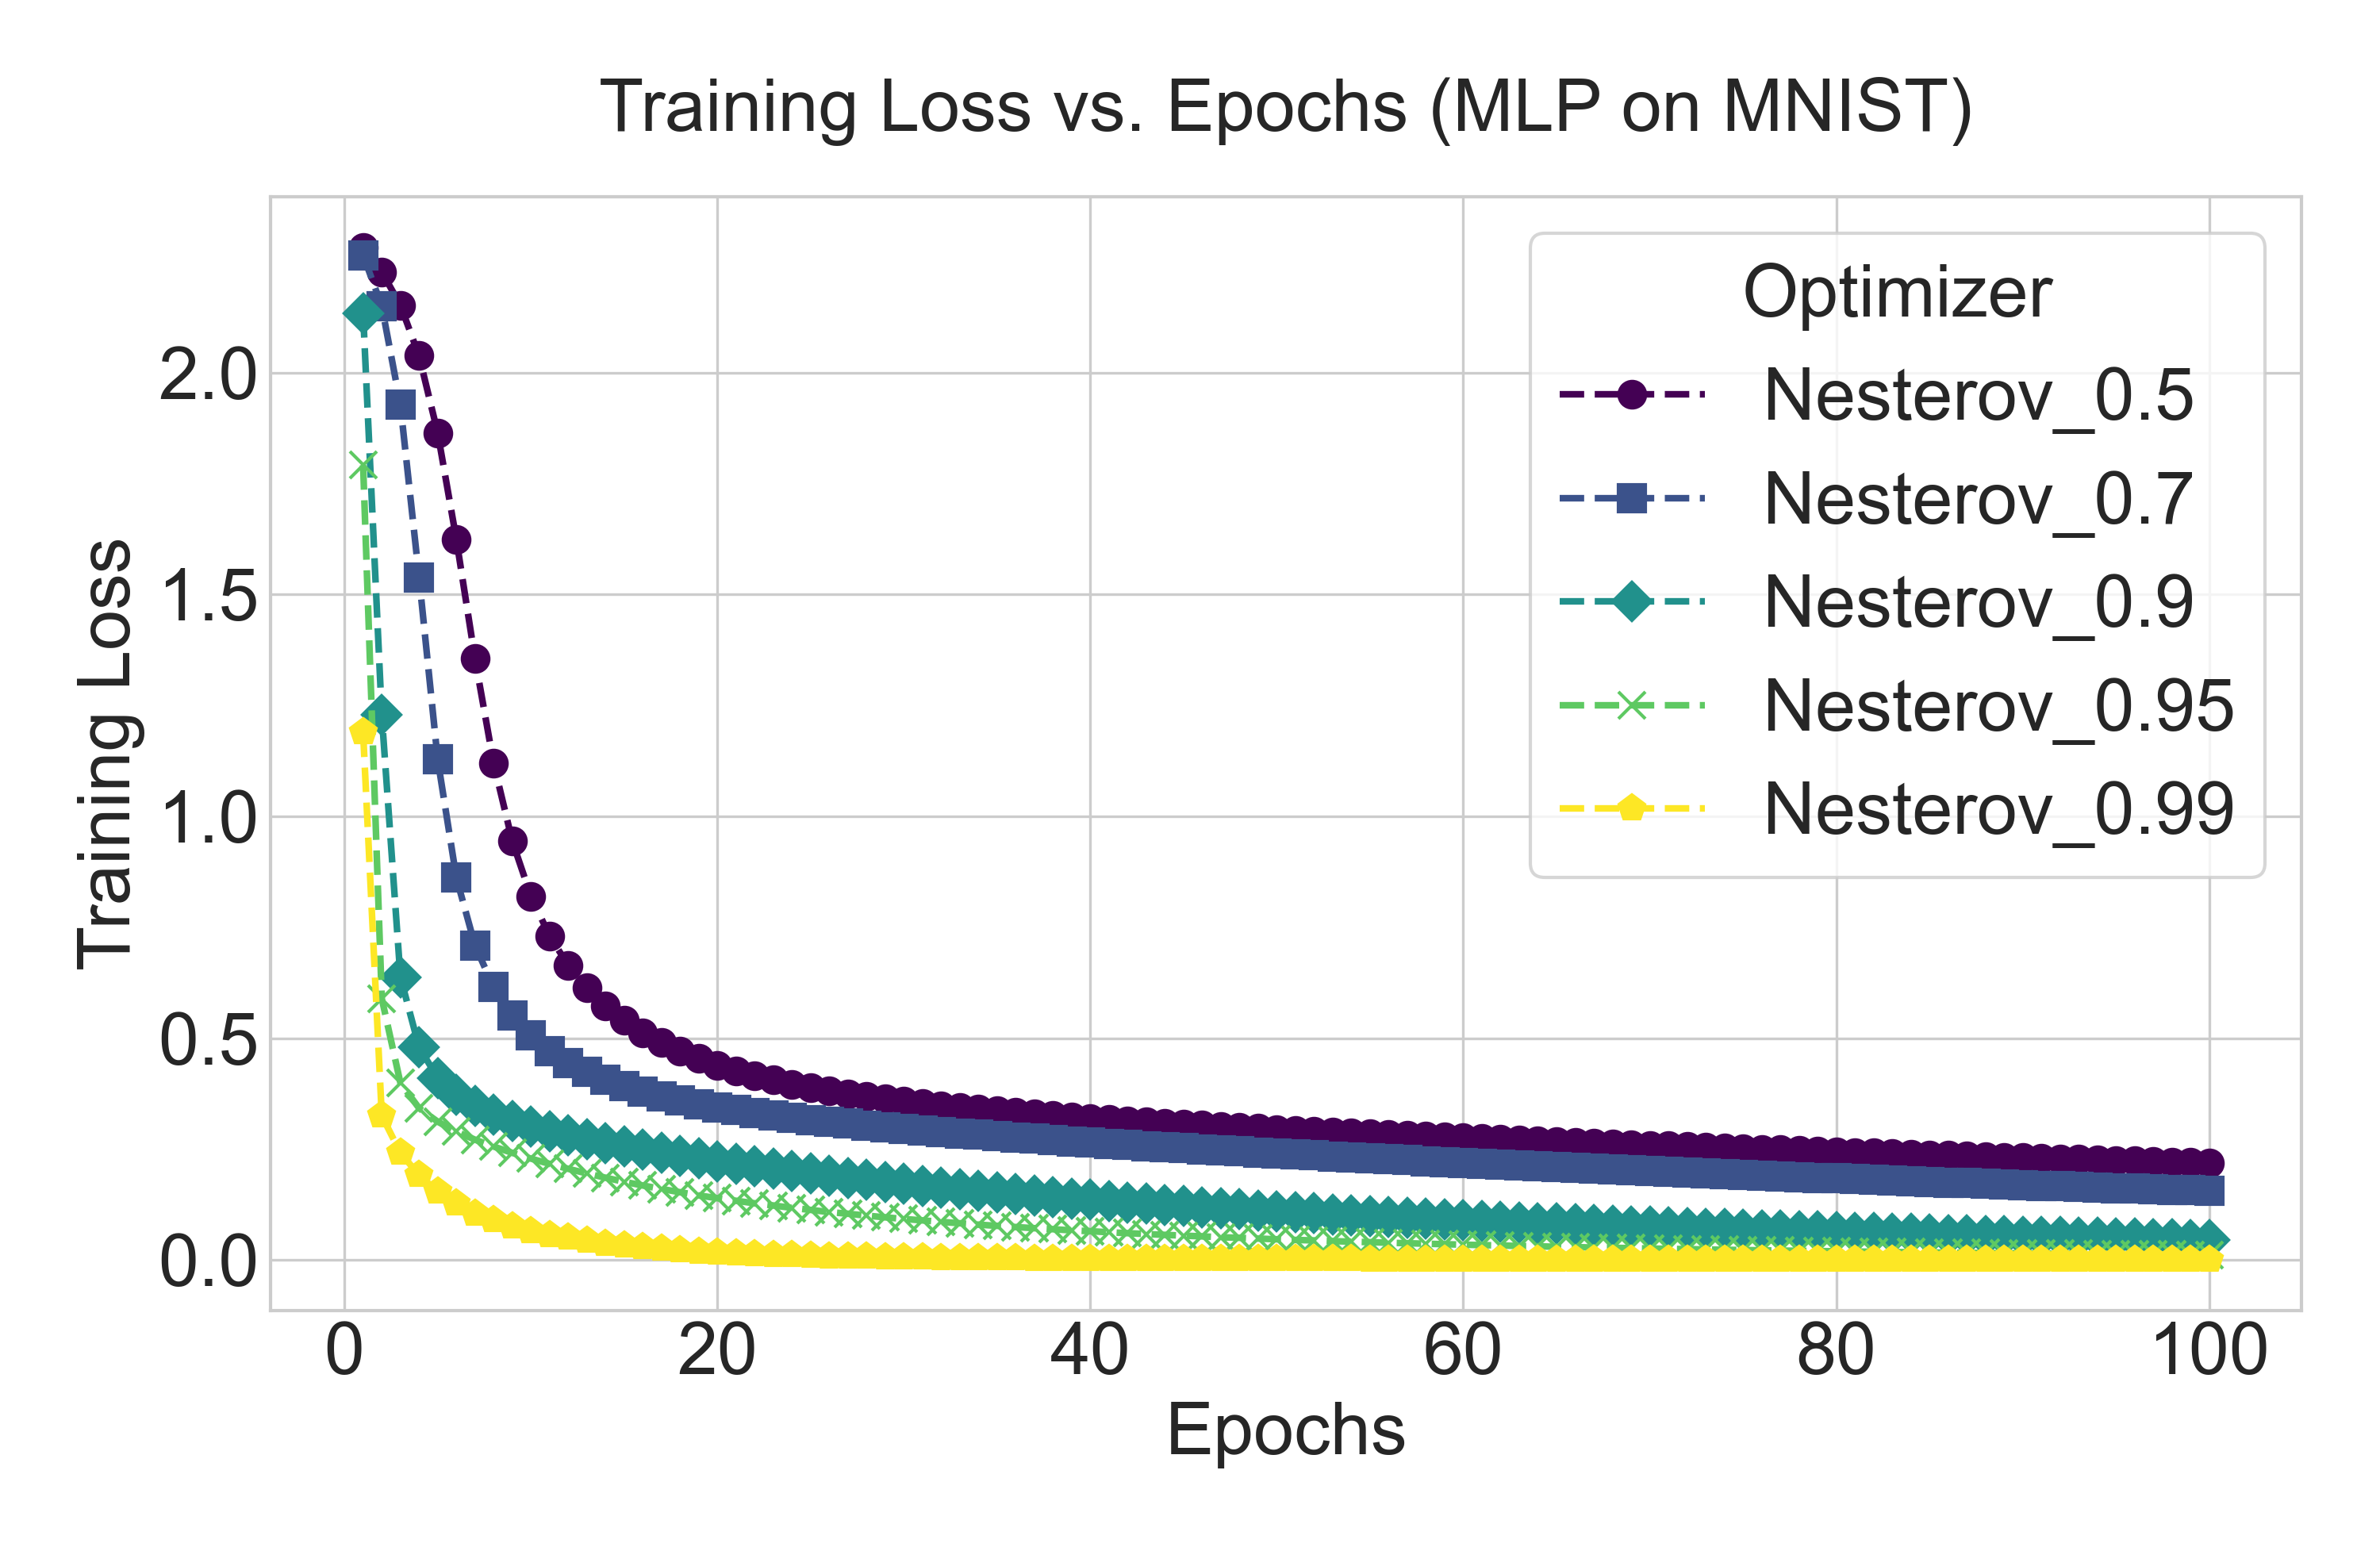 Training Loss vs. Epochs (MLP on MNIST)
Optimizer
Nesterov_0.5
Nesterov_0.7
Nesterov_0.9
Nesterov_0.95
Nesterov_0.99
Training Loss
2.0
1.5
1.0
0.5
0.0
0 20 40 60 80 100
Epochs